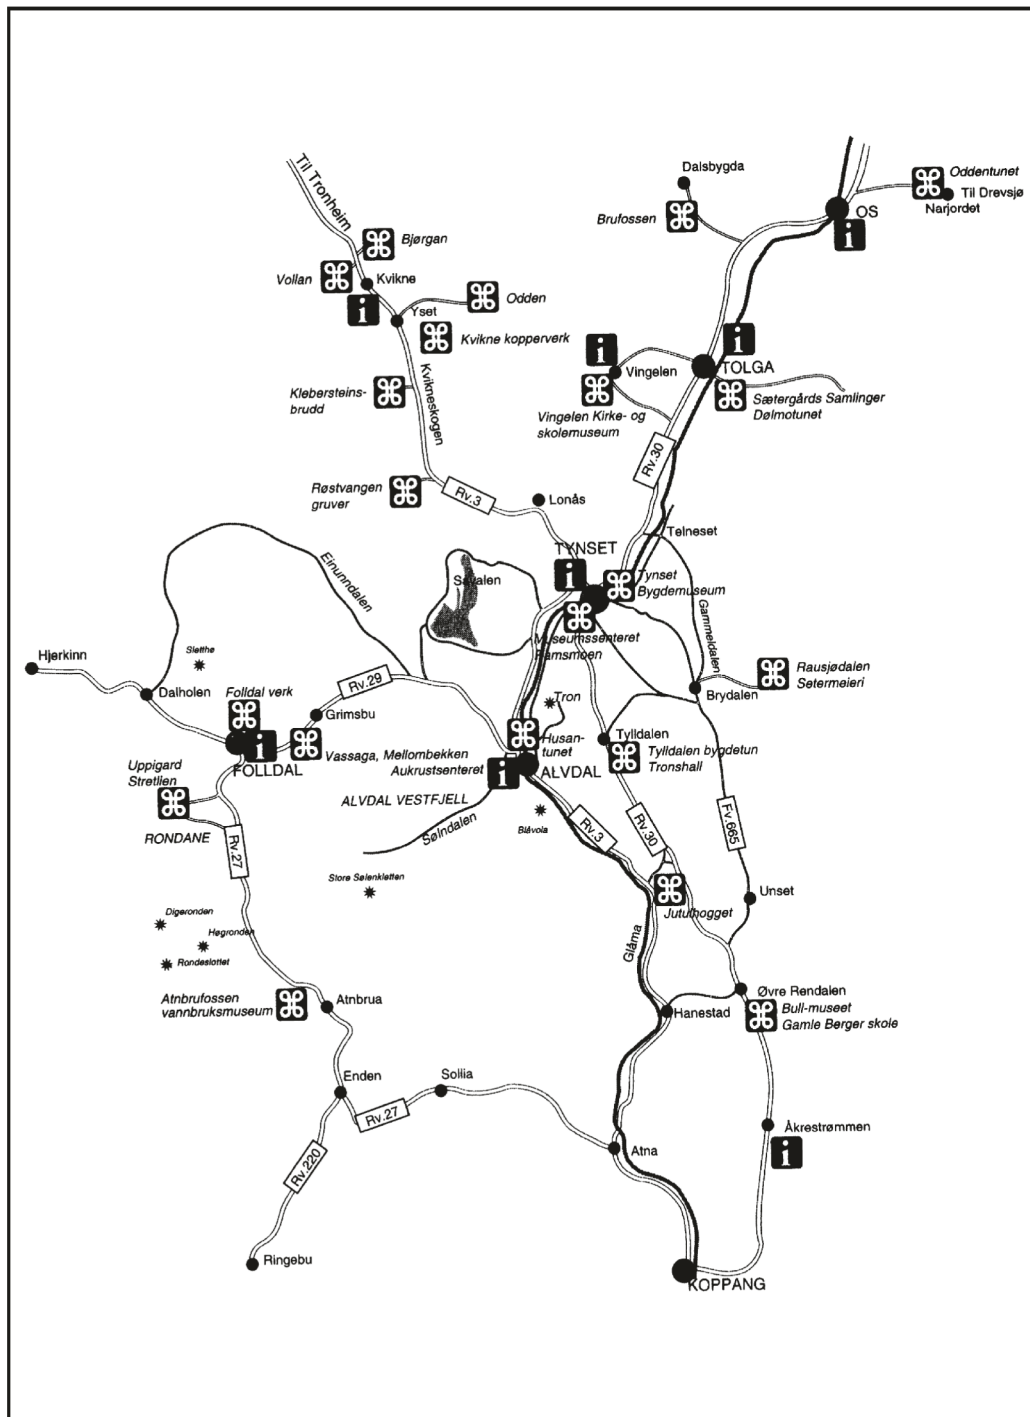 Til Tronheim
Dalsbygda
Oddentunet
Til Drevsjø
Narjordet
OS
i
Brufossen
Bjørgan
Vollan
Kvikne
i
Yset
Odden
Kvikne kopperverk
Kvikneskogen
Klebersteins-
brudd
i
Vingelen
i
TOLGA
Vingelen Kirke- og
skolemuseum
Sætergårds Samlinger
Dølmotunet
Rv.30
Røstvangen
gruver
Rv.3
Lonås
Telneset
TYNSET
i
Tynset
Bygdemuseum
Einunndalen
Savalen
Museumssenteret
Ramsmoen
Gammeldalen
Sletthø
Hjerkinn
Dalholen
Rv.29
Rausjødalen
Setermeieri
Brydalen
Folldal verk
Grimsbu
Tron
i
FOLLDAL
Vassaga, Mellombekken
Aukrustsenteret
Husan-
tunet
Tylldalen
Tylldalen bygdetun
Tronshall
i
ALVDAL
Uppigard
Streitlien
ALVDAL VESTFJELL
Sølndalen
Blåvola
Rv.3
Rv.30
Fv.665
RONDANE
Rv.27
Store Sølenkletten
Jutulhogget
Unset
Digeronden
Høgronden
Rondeslottet
Glåma
Atnbrufossen
vannbruksmuseum
Atnbrua
Hanestad
Øvre Rendalen
Bull-museet
Gamle Berger skole
Enden
Sollia
Rv.27
Atna
Åkrestrømmen
i
Rv.220
Ringebu
KOPPANG